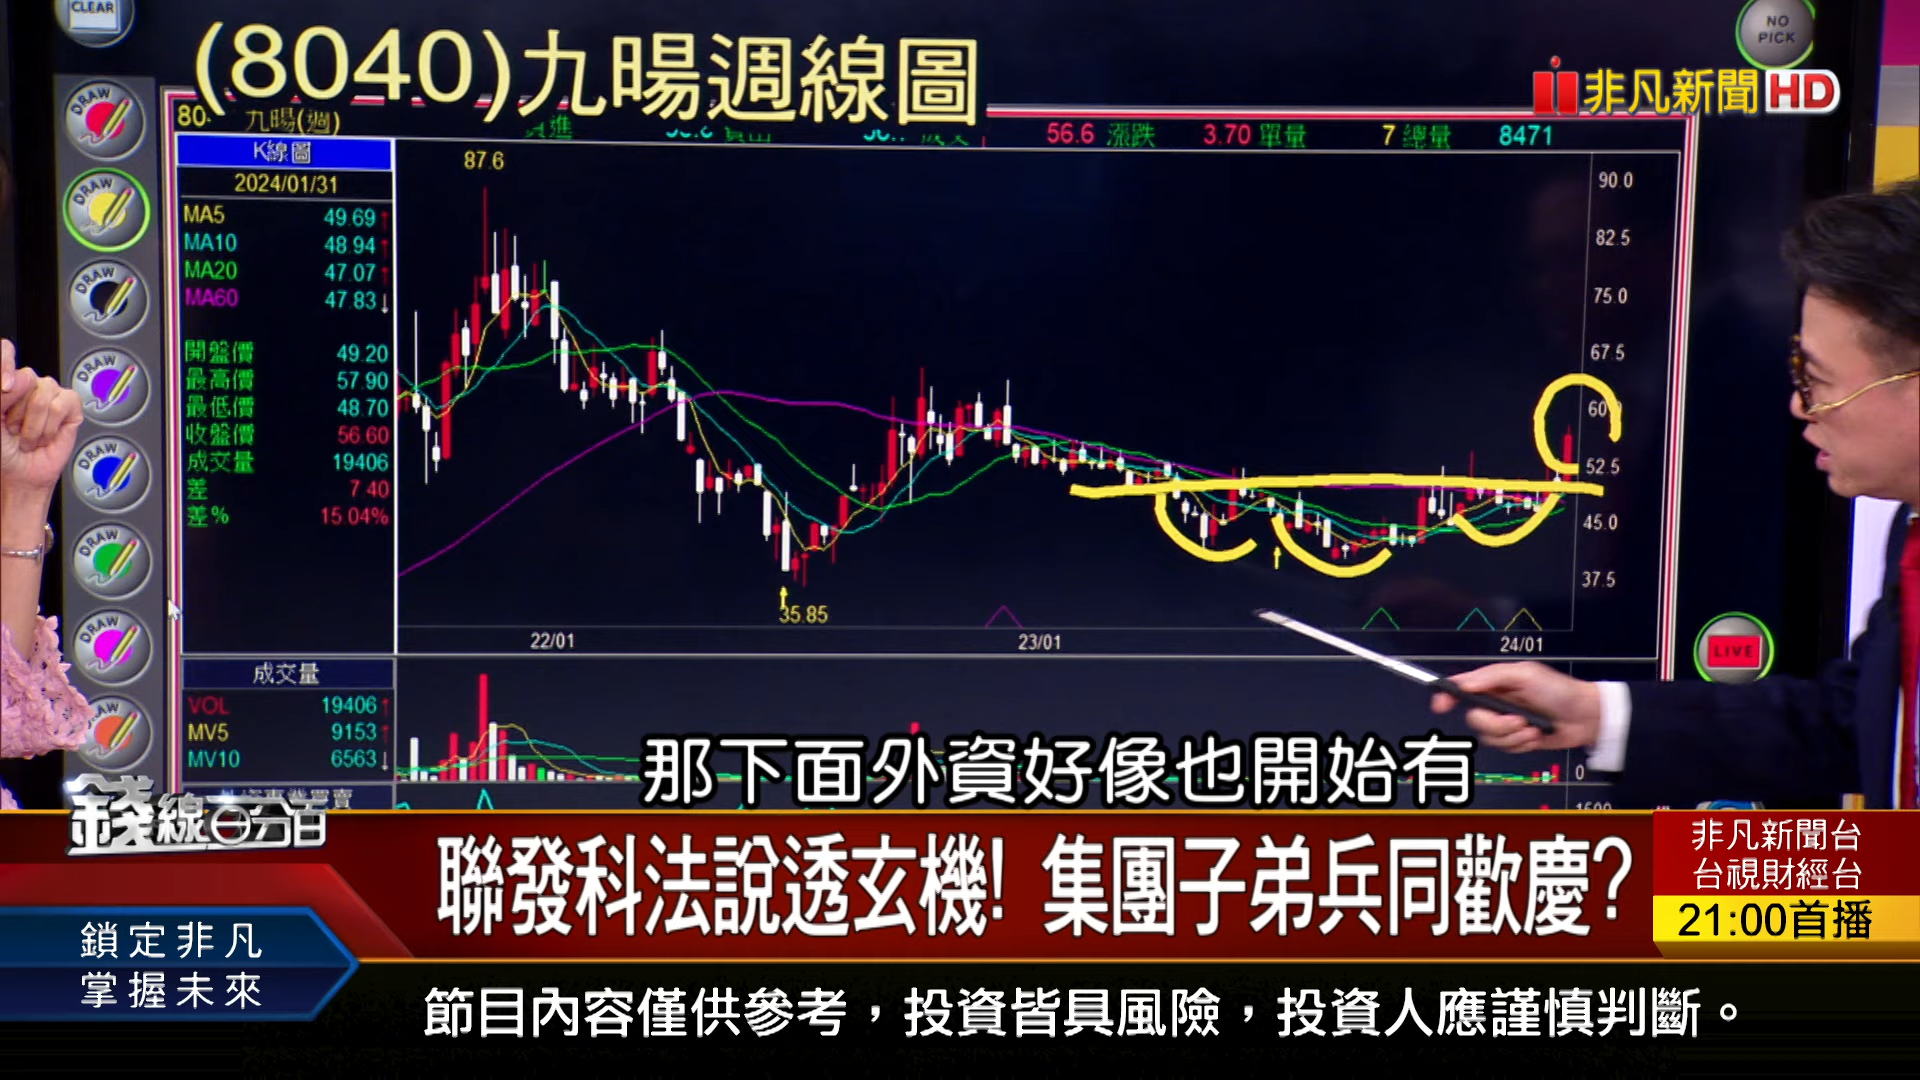 CLEAR
NO
PICK
(8040)九暘週線圖
非凡新聞HD
80 九暘(週)
56.6 漲跌 3.70 單量 7 總量 8471
K線圖
2024/01/31
MA5 49.69↑
MA10 48.94↑
MA20 47.07↑
MA60 47.83↓
開盤價 49.20
最高價 57.90
最低價 48.70
收盤價 56.60
成交量 19406
差 7.40
差% 15.04%
DRAW
DRAW
DRAW
DRAW
DRAW
DRAW
DRAW
87.6
35.85
90.0
82.5
75.0
67.5
52.5
45.0
37.5
22/01 23/01 24/01
LIVE
成交量
VOL 19406↑
MV5 9153↑
MV10 6563↓
0
那下面外資好像也開始有
錢線百分百
聯發科法說透玄機! 集團子弟兵同歡慶?
非凡新聞台
台視財經台
21:00首播
鎖定非凡
掌握未來
節目內容僅供參考，投資皆具風險，投資人應謹慎判斷。